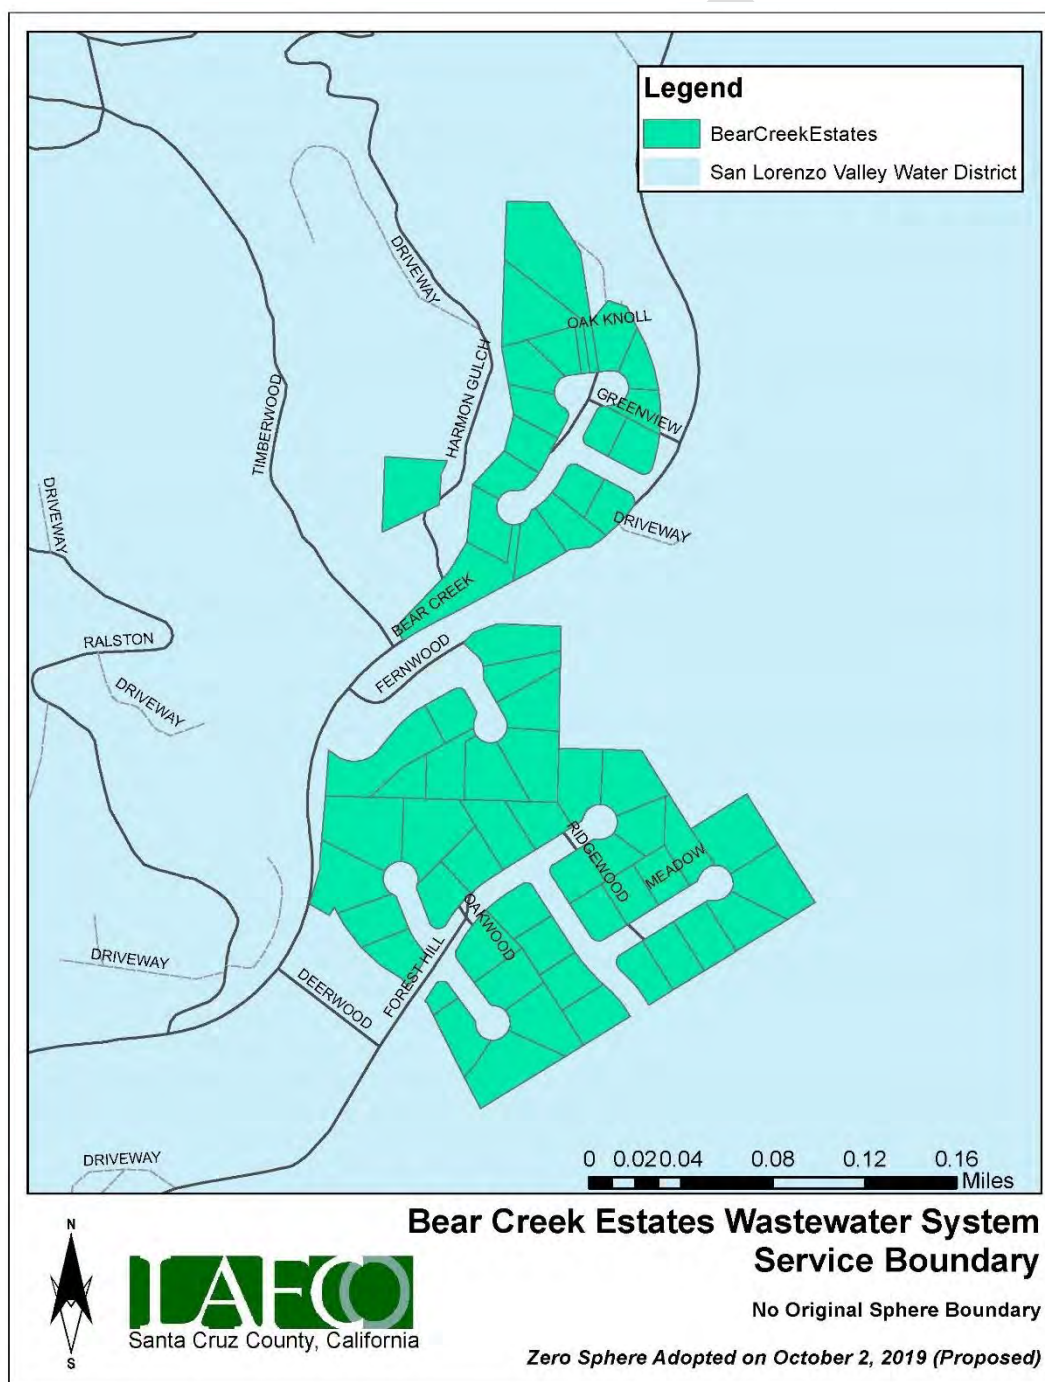 Legend
BearCreekEstates
San Lorenzo Valley Water District
DRIVEWAY
OAK KNOLL
HARMON GULCH
TIMBERWOOD
GREENVIEW
DRIVEWAY
DRIVEWAY
BEAR CREEK
RALSTON
FERNWOOD
DRIVEWAY
RIDGEWOOD
MEADOW
OAKWOOD
FOREST HILL
DRIVEWAY
DEERWOOD
DRIVEWAY
0 0.02 0.04 0.08 0.12 0.16
Miles
Bear Creek Estates Wastewater System
Service Boundary
No Original Sphere Boundary
Zero Sphere Adopted on October 2, 2019 (Proposed)
N
S
LAFCO
Santa Cruz County, California